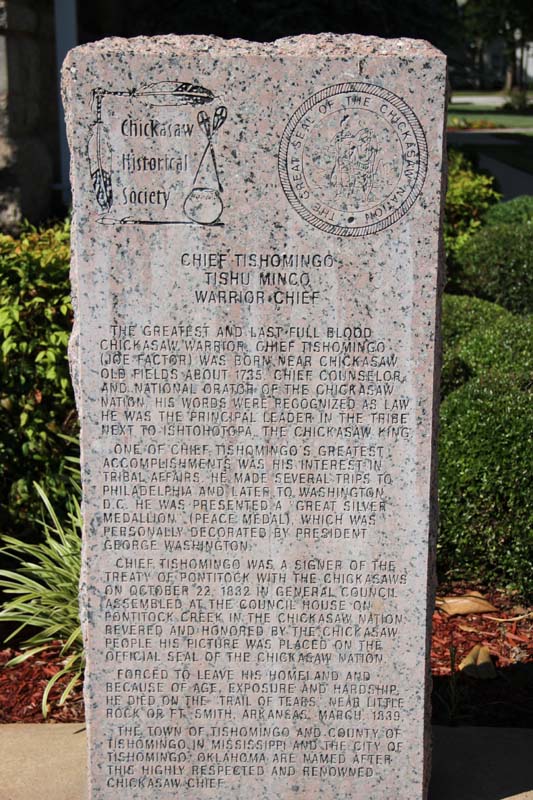 Chickasaw
Historical
Society
THE GREAT SEAL OF THE CHICKASAW NATION
CHIEF TISHOMINGO
TISHU MINCO
WARRIOR CHIEF
THE GREATEST AND LAST FULL BLOOD
CHICKASAW WARRIOR, CHIEF TISHOMINGO
(JOE FACTOR) WAS BORN NEAR CHICKASAW
OLD FIELDS ABOUT 1735. CHIEF COUNSELOR
AND NATIONAL ORATOR OF THE CHICKASAW
NATION, HIS WORDS WERE RECOGNIZED AS LAW.
HE WAS THE PRINCIPAL LEADER IN THE TRIBE
NEXT TO ISHTOHOTOPA, THE CHICKASAW KING.
ONE OF CHIEF TISHOMINGO'S GREATEST
ACCOMPLISHMENTS WAS HIS INTEREST IN
TRIBAL AFFAIRS. HE MADE SEVERAL TRIPS TO
PHILADELPHIA AND LATER TO WASHINGTON,
D.C. HE WAS PRESENTED A "GREAT SILVER
MEDALLION" (PEACE MEDAL), WHICH WAS
PERSONALLY DECORATED BY PRESIDENT
GEORGE WASHINGTON.
CHIEF TISHOMINGO WAS A SIGNER OF THE
TREATY OF PONTITOCK WITH THE CHICKASAWS
ON OCTOBER 22, 1832 IN GENERAL COUNCIL
ASSEMBLED AT THE COUNCIL HOUSE ON
PONTITOCK CREEK IN THE CHICKASAW NATION.
REVERED AND HONORED BY THE CHICKASAW
PEOPLE HIS PICTURE WAS PLACED ON THE
OFFICIAL SEAL OF THE CHICKASAW NATION.
FORCED TO LEAVE HIS HOMELAND AND
BECAUSE OF AGE, EXPOSURE AND HARDSHIP,
HE DIED ON THE "TRAIL OF TEARS" NEAR LITTLE
ROCK OR FT. SMITH, ARKANSAS, MARCH, 1839.
THE TOWN OF TISHOMINGO AND COUNTY OF
TISHOMINGO IN MISSISSIPPI AND THE CITY OF
TISHOMINGO, OKLAHOMA ARE NAMED AFTER
THIS HIGHLY RESPECTED AND RENOWNED
CHICKASAW CHIEF.